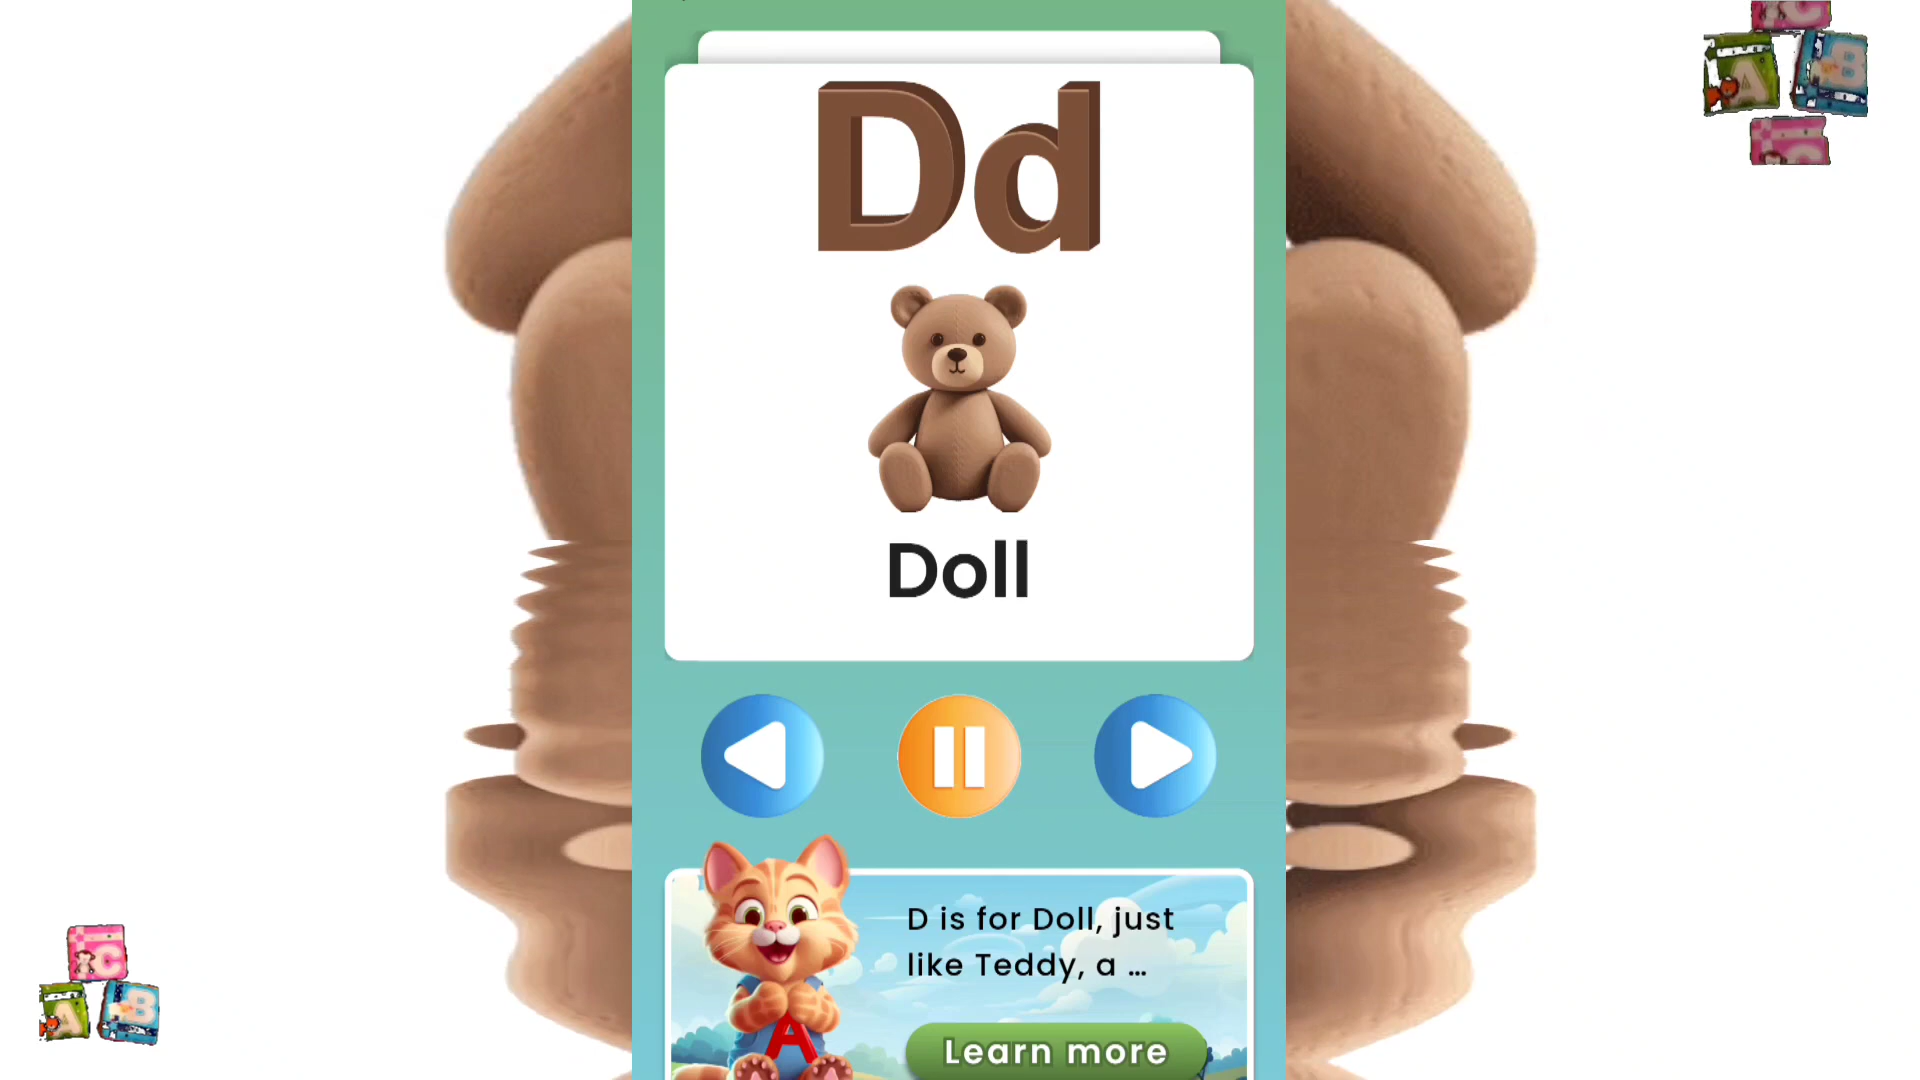 Dd
Doll
D is for Doll, just
like Teddy, a ...
Learn more
A
C
A
B
C
C
A
B